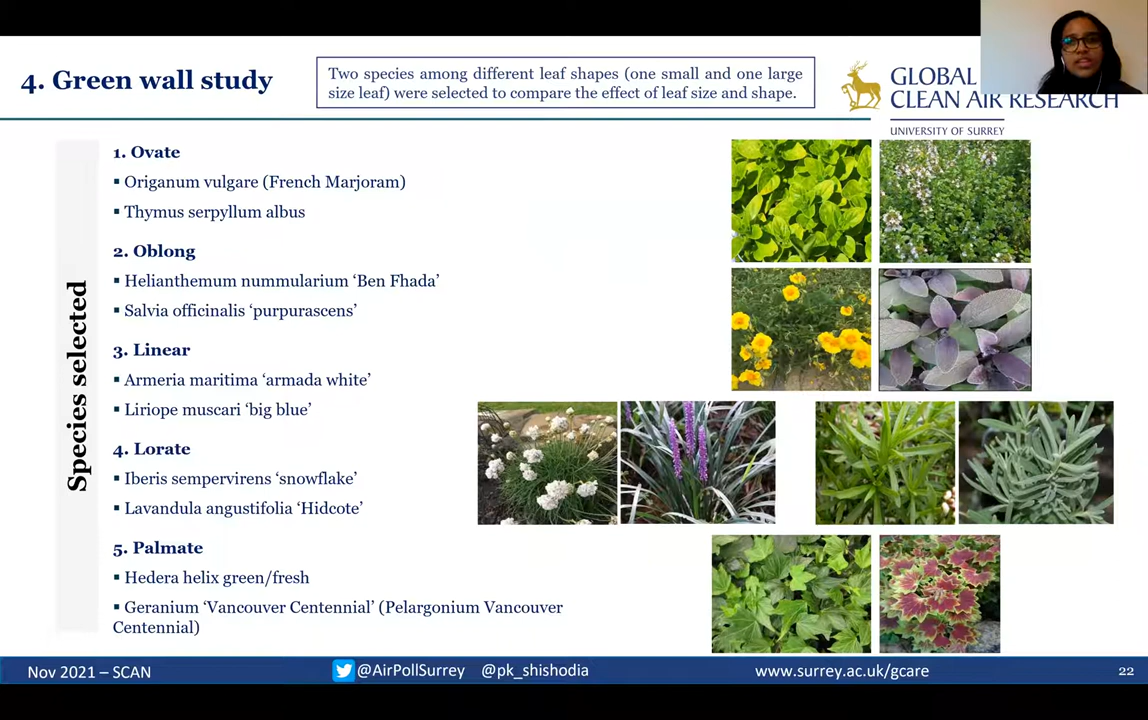 4. Green wall study
Two species among different leaf shapes (one small and one large
size leaf) were selected to compare the effect of leaf size and shape.
GLOBAL
CLEAN AIR RESEARCH
UNIVERSITY OF SURREY
Species selected
1. Ovate
▪ Origanum vulgare (French Marjoram)
▪ Thymus serpyllum albus
2. Oblong
▪ Helianthemum nummularium ‘Ben Fhada’
▪ Salvia officinalis ‘purpurascens’
3. Linear
▪ Armeria maritima ‘armada white’
▪ Liriope muscari ‘big blue’
4. Lorate
▪ Iberis sempervirens ‘snowflake’
▪ Lavandula angustifolia ‘Hidcote’
5. Palmate
▪ Hedera helix green/fresh
▪ Geranium ‘Vancouver Centennial’ (Pelargonium Vancouver
Centennial)
Nov 2021 – SCAN
@AirPollSurrey @pk_shishodia
www.surrey.ac.uk/gcare
22